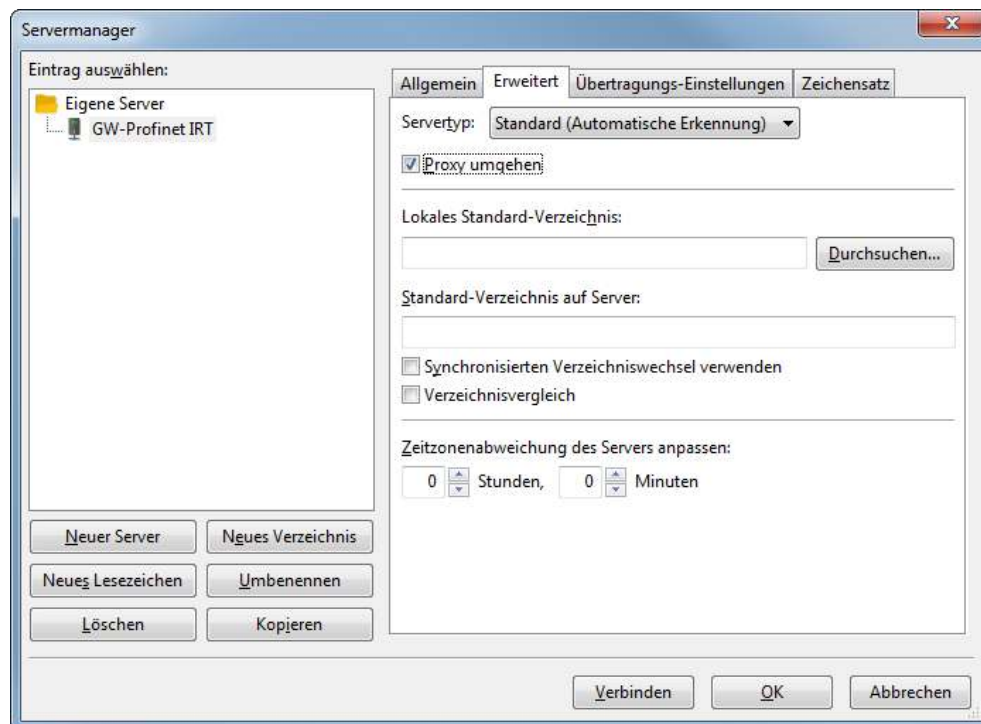 Servermanager
Eintrag auswählen:
Eigene Server
GW-Profinet IRT
Neuer Server
Neues Verzeichnis
Neues Lesezeichen
Umbenennen
Löschen
Kopieren
Allgemein
Erweitert
Übertragungs-Einstellungen
Zeichensatz
Servertyp:
Standard (Automatische Erkennung)
Proxy umgehen
Lokales Standard-Verzeichnis:
Durchsuchen...
Standard-Verzeichnis auf Server:
Synchronisierten Verzeichniswechsel verwenden
Verzeichnisvergleich
Zeitzonenabweichung des Servers anpassen:
0 Stunden, 0 Minuten
Verbinden
OK
Abbrechen